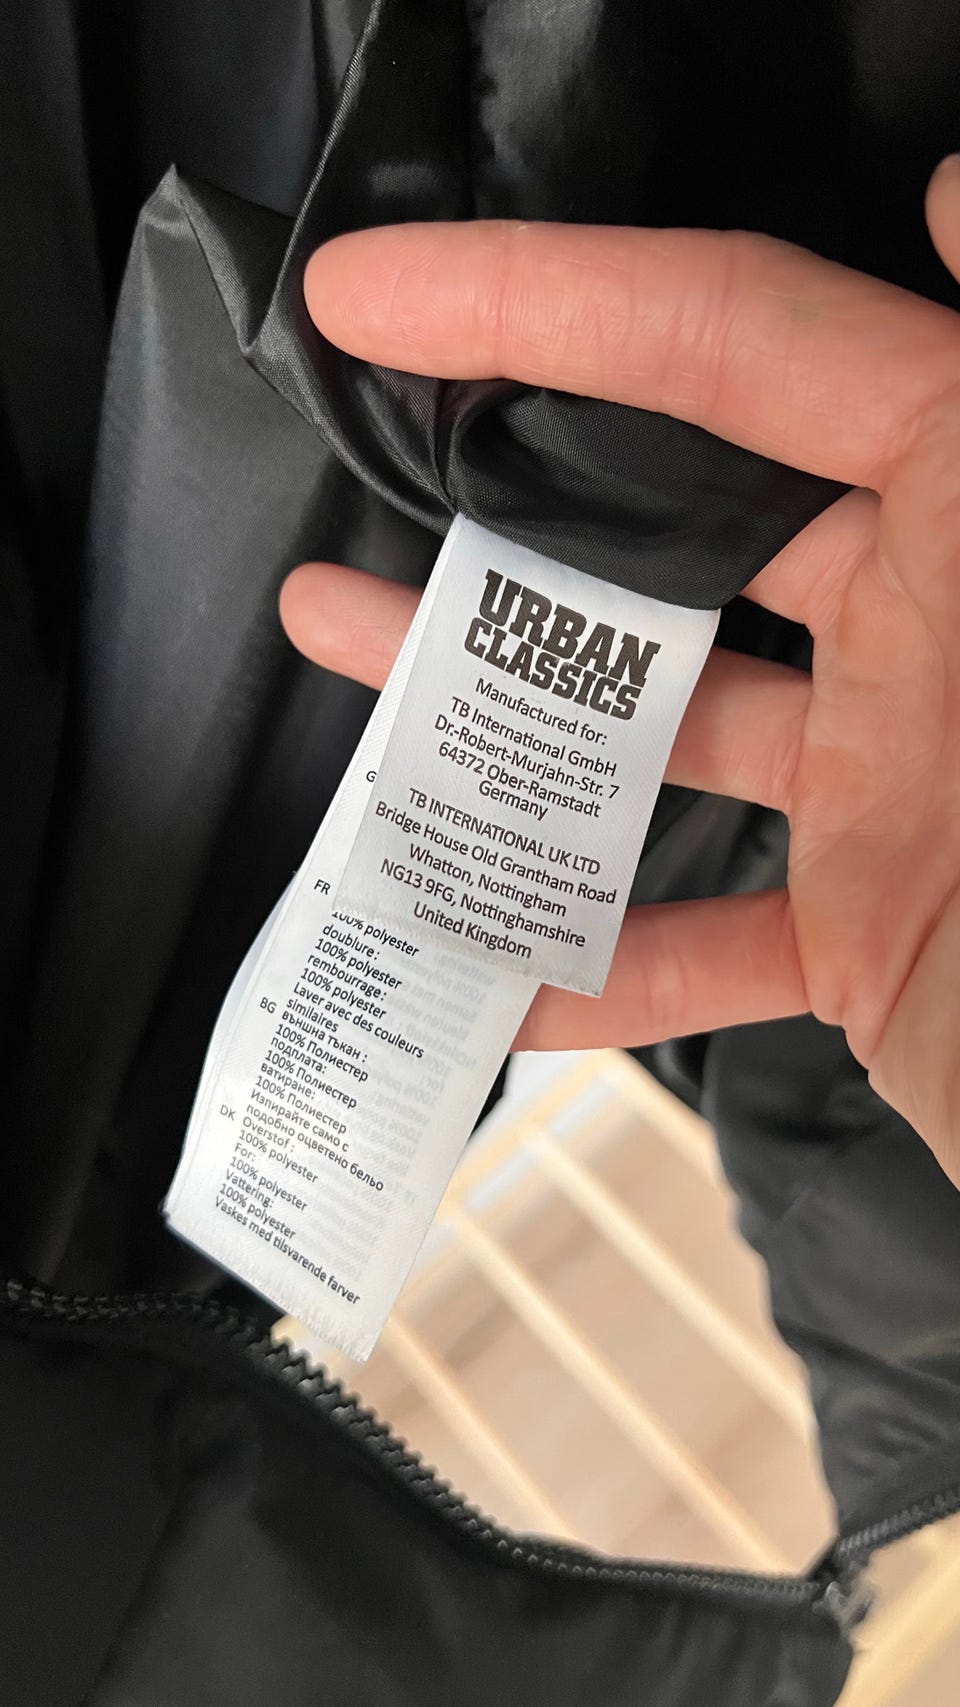 URBAN
CLASSICS
Manufactured for:
TB International GmbH
Dr.-Robert-Murjahn-Str. 7
64372 Ober-Ramstadt
Germany
TB INTERNATIONAL UK LTD
Bridge House Old Grantham Road
Whatton, Nottingham
NG13 9FG, Nottinghamshire
United Kingdom
FR
100% polyester
doublure :
100% polyester
rembourrage :
100% polyester
Laver avec des couleurs
similaires
BG външна тъкан :
100% Полиестер
подплата:
100% Полиестер
ватиране:
100% Полиестер
Изпирайте само с
подобно оцветено бельо
DK Overstof :
100% polyester
For:
100% polyester
Vattering:
100% polyester
Vaskes med tilsvarende farver